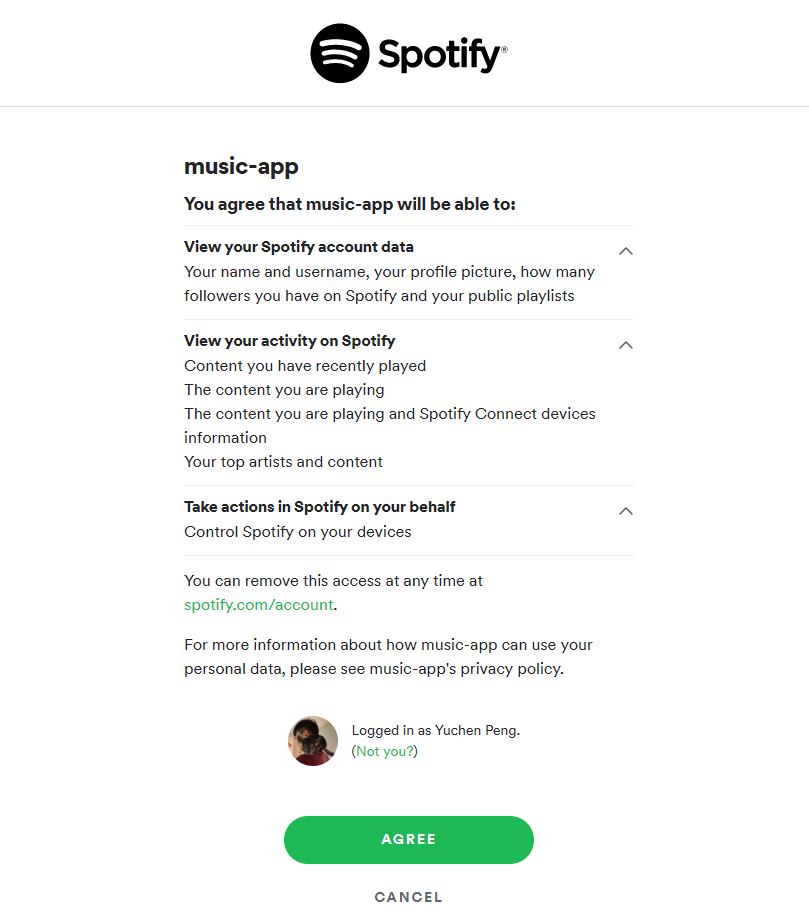 Spotify®
music-app
You agree that music-app will be able to:
View your Spotify account data
Your name and username, your profile picture, how many
followers you have on Spotify and your public playlists
View your activity on Spotify
Content you have recently played
The content you are playing
The content you are playing and Spotify Connect devices
information
Your top artists and content
Take actions in Spotify on your behalf
Control Spotify on your devices
You can remove this access at any time at
spotify.com/account.
For more information about how music-app can use your
personal data, please see music-app's privacy policy.
Logged in as Yuchen Peng.
(Not you?)
AGREE
CANCEL